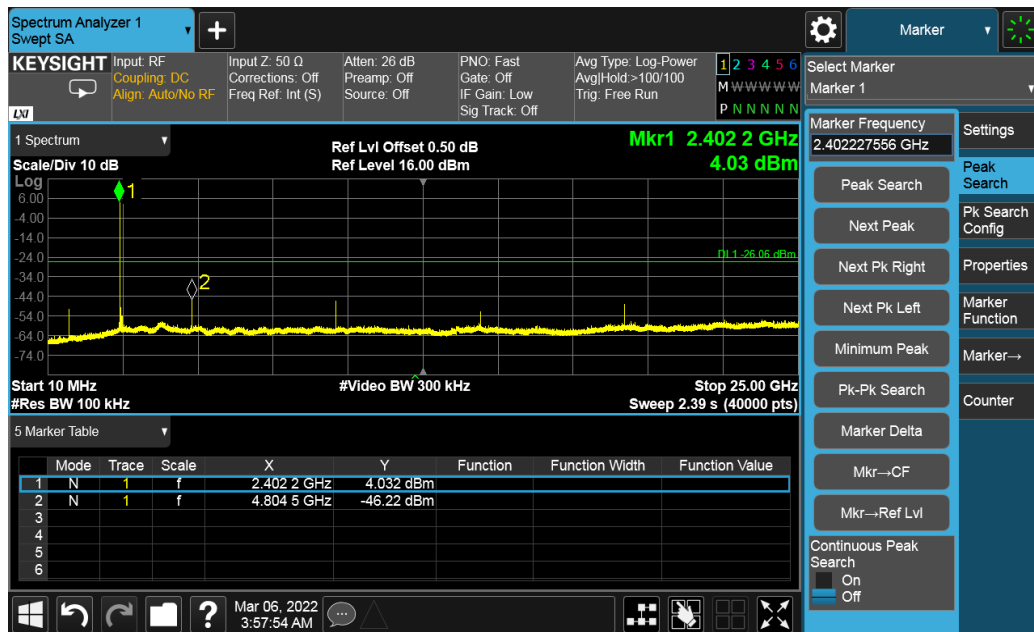 Spectrum Analyzer 1
Swept SA
Marker
KEYSIGHT
LXI
Input: RF
Coupling: DC
Align: Auto/No RF
Input Z: 50 Ω
Corrections: Off
Freq Ref: Int (S)
Atten: 26 dB
Preamp: Off
Source: Off
PNO: Fast
Gate: Off
IF Gain: Low
Sig Track: Off
Avg Type: Log-Power
Avg|Hold:>100/100
Trig: Free Run
1 2 3 4 5 6
M W W W W W
P N N N N N
Select Marker
Marker 1
1 Spectrum
Scale/Div 10 dB
Ref Lvl Offset 0.50 dB
Ref Level 16.00 dBm
Mkr1 2.402 2 GHz
4.03 dBm
Log
6.00
-4.00
-14.0
-24.0
-34.0
-44.0
-54.0
-64.0
-74.0
1
2
DL1 -26.06 dBm
Start 10 MHz
#Res BW 100 kHz
#Video BW 300 kHz
Stop 25.00 GHz
Sweep 2.39 s (40000 pts)
5 Marker Table
Mode Trace Scale X Y Function Function Width Function Value
1 N 1 f 2.402 2 GHz 4.032 dBm
2 N 1 f 4.804 5 GHz -46.22 dBm
3
4
5
6
Marker Frequency
2.402227556 GHz
Peak Search
Next Peak
Next Pk Right
Next Pk Left
Minimum Peak
Pk-Pk Search
Marker Delta
Mkr→CF
Mkr→Ref Lvl
Continuous Peak
Search
On
Off
Settings
Peak
Search
Pk Search
Config
Properties
Marker
Function
Marker→
Counter
?
Mar 06, 2022
3:57:54 AM